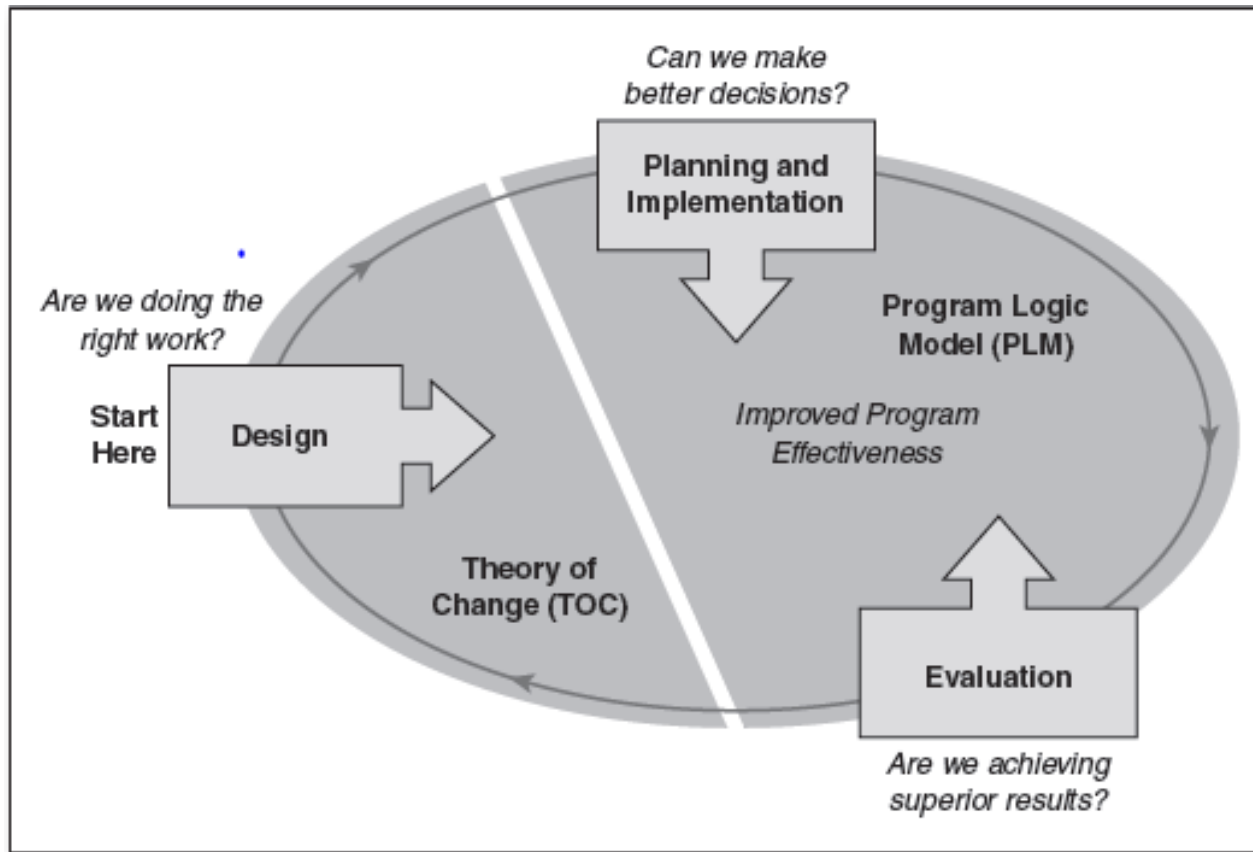 Can we make
better decisions?
Planning and
Implementation
Are we doing the
right work?
Program Logic
Model (PLM)
Start
Here
Design
Improved Program
Effectiveness
Theory of
Change (TOC)
Evaluation
Are we achieving
superior results?